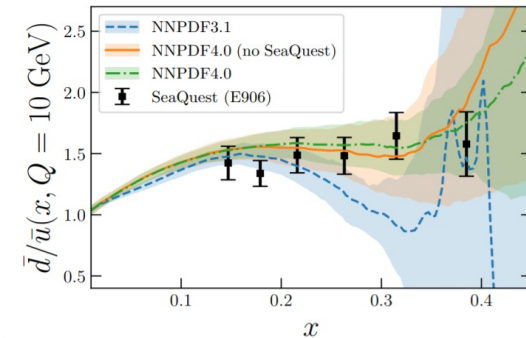 2.5
2.0
1.5
1.0
0.5
d̄/ū(x, Q = 10 GeV)
NNPDF3.1
NNPDF4.0 (no SeaQuest)
NNPDF4.0
SeaQuest (E906)
0.1 0.2 0.3 0.4
x